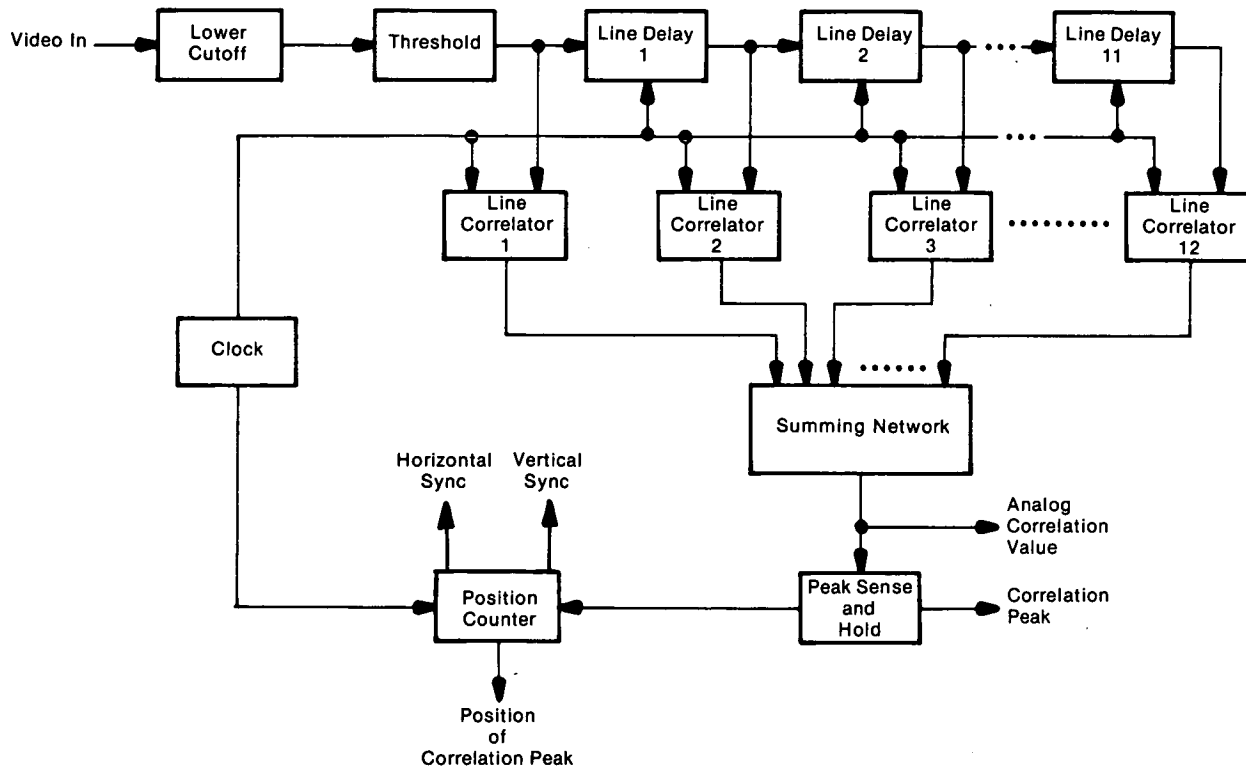 Video In
Lower
Cutoff
Threshold
Line Delay
1
Line Delay
2
Line Delay
11
Line
Correlator
1
Line
Correlator
2
Line
Correlator
3
Line
Correlator
12
Clock
Summing Network
Horizontal
Sync
Vertical
Sync
Analog
Correlation
Value
Position
Counter
Peak Sense
and
Hold
Correlation
Peak
Position
of
Correlation Peak